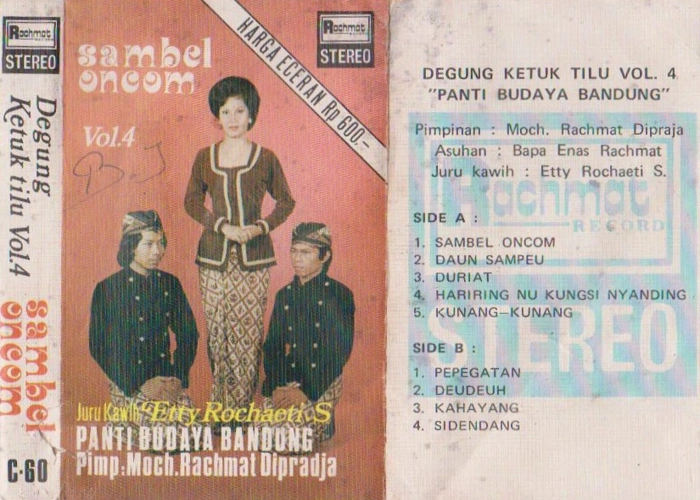 Rachmat
STEREO
Degung
Ketuk tilu Vol.4
sambel
oncom
C-60
sambel
oncom
Vol.4
HARGA ECERAN Rp 600.-
Rachmat
STEREO
Juru Kawih "Etty Rochaeti S
PANTI BUDAYA BANDUNG
Pimp:Moch.Rachmat Dipradja
DEGUNG KETUK TILU VOL. 4
"PANTI BUDAYA BANDUNG"
Pimpinan : Moch. Rachmat Dipraja
Asuhan : Bapa Enas Rachmat
Juru kawih : Etty Rochaeti S.
Rachmat
RECORD
STEREO
SIDE A :
1. SAMBEL ONCOM
2. DAUN SAMPEU
3. DURIAT
4. HARIRING NU KUNGSI NYANDING
5. KUNANG–KUNANG
SIDE B :
1. PEPEGATAN
2. DEUDEUH
3. KAHAYANG
4. SIDENDANG